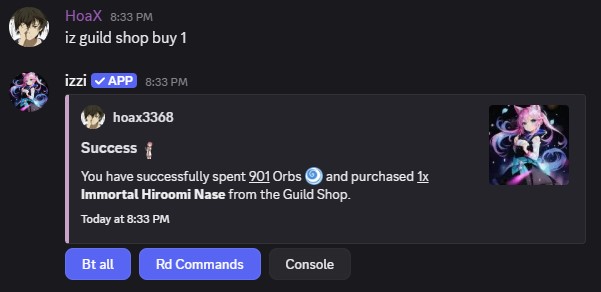 HoaX 8:33 PM
iz guild shop buy 1
izzi ✓ APP 8:33 PM
hoax3368
Success
You have successfully spent 901 Orbs and purchased 1x
Immortal Hiroomi Nase from the Guild Shop.
Today at 8:33 PM
Bt all Rd Commands Console